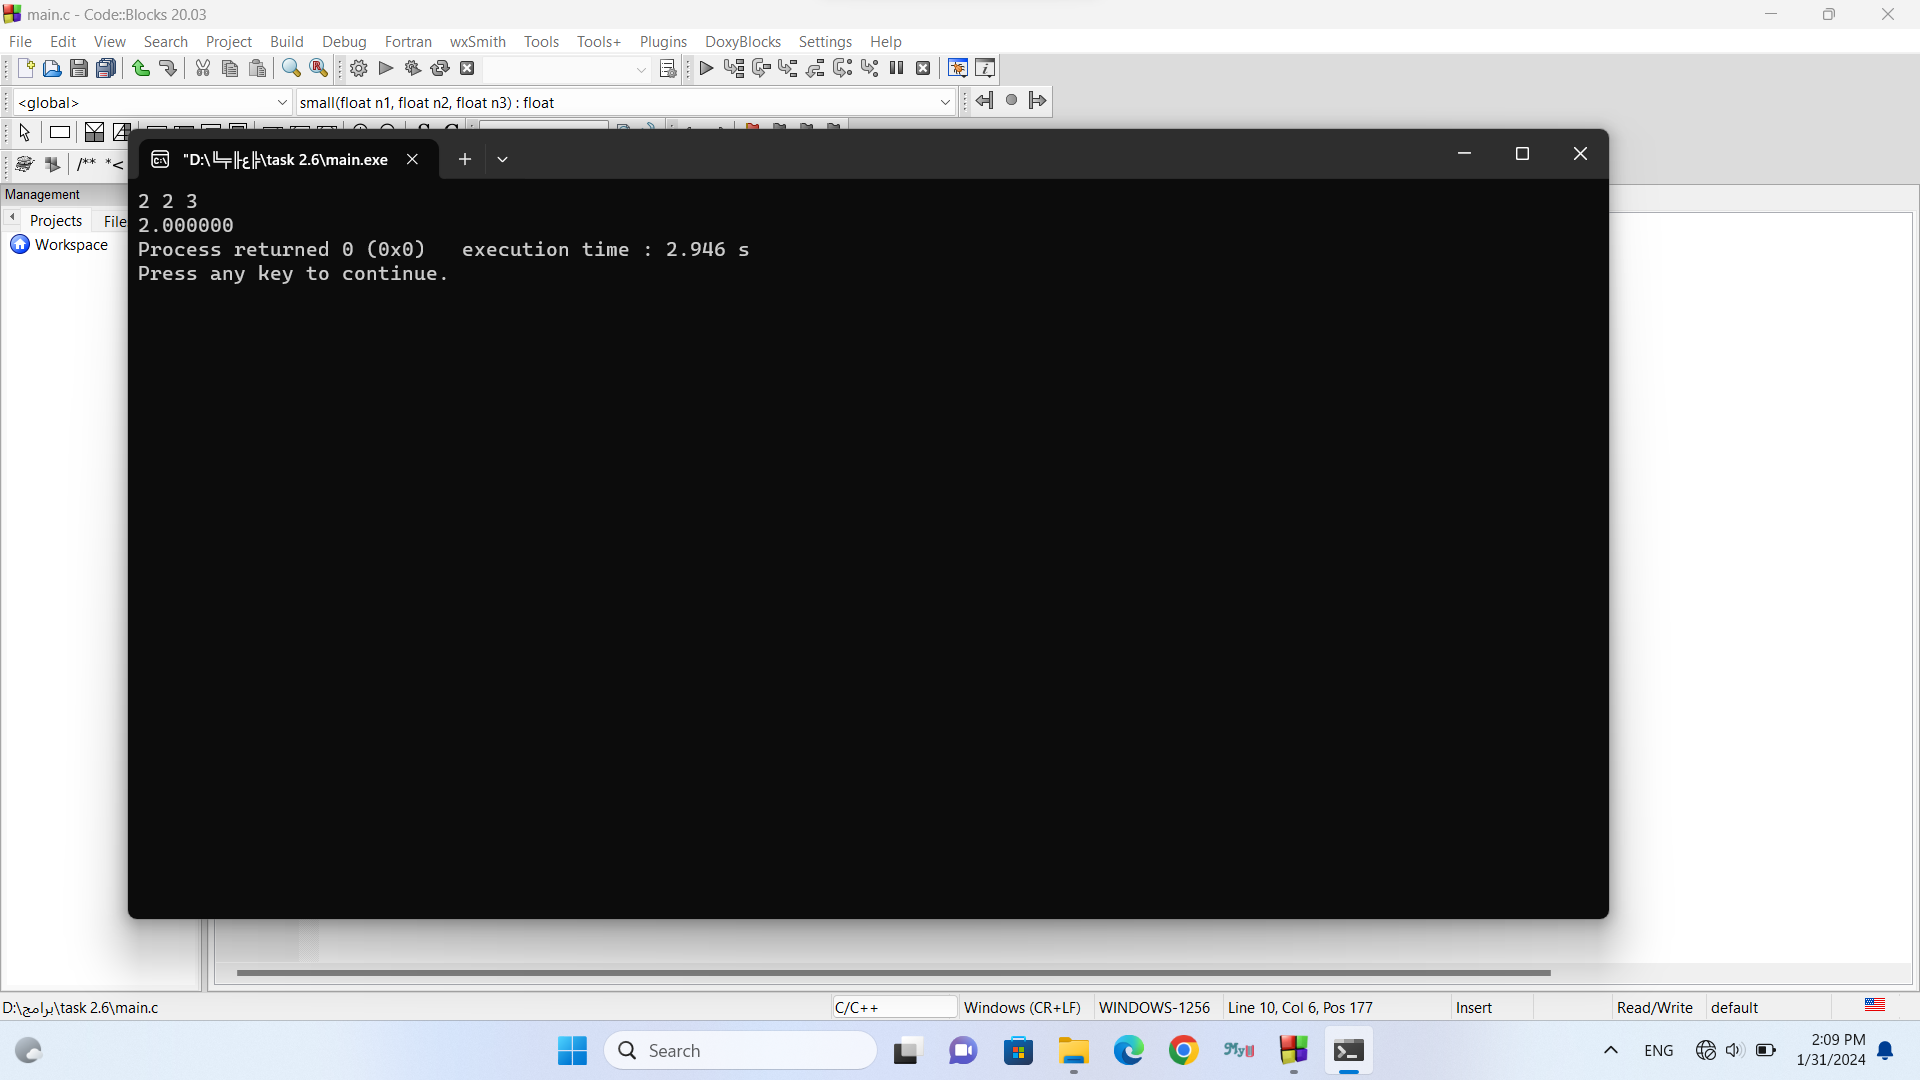 main.c - Code::Blocks 20.03
File Edit View Search Project Build Debug Fortran wxSmith Tools Tools+ Plugins DoxyBlocks Settings Help
<global> small(float n1, float n2, float n3) : float
/** *<
"D:\╚╤╟ع╠\task 2.6\main.exe
Management
Projects File
Workspace
2 2 3
2.000000
Process returned 0 (0x0)   execution time : 2.946 s
Press any key to continue.
D:\برامج\task 2.6\main.c C/C++ Windows (CR+LF) WINDOWS-1256 Line 10, Col 6, Pos 177 Insert Read/Write default
Search
MyU
ENG
2:09 PM
1/31/2024